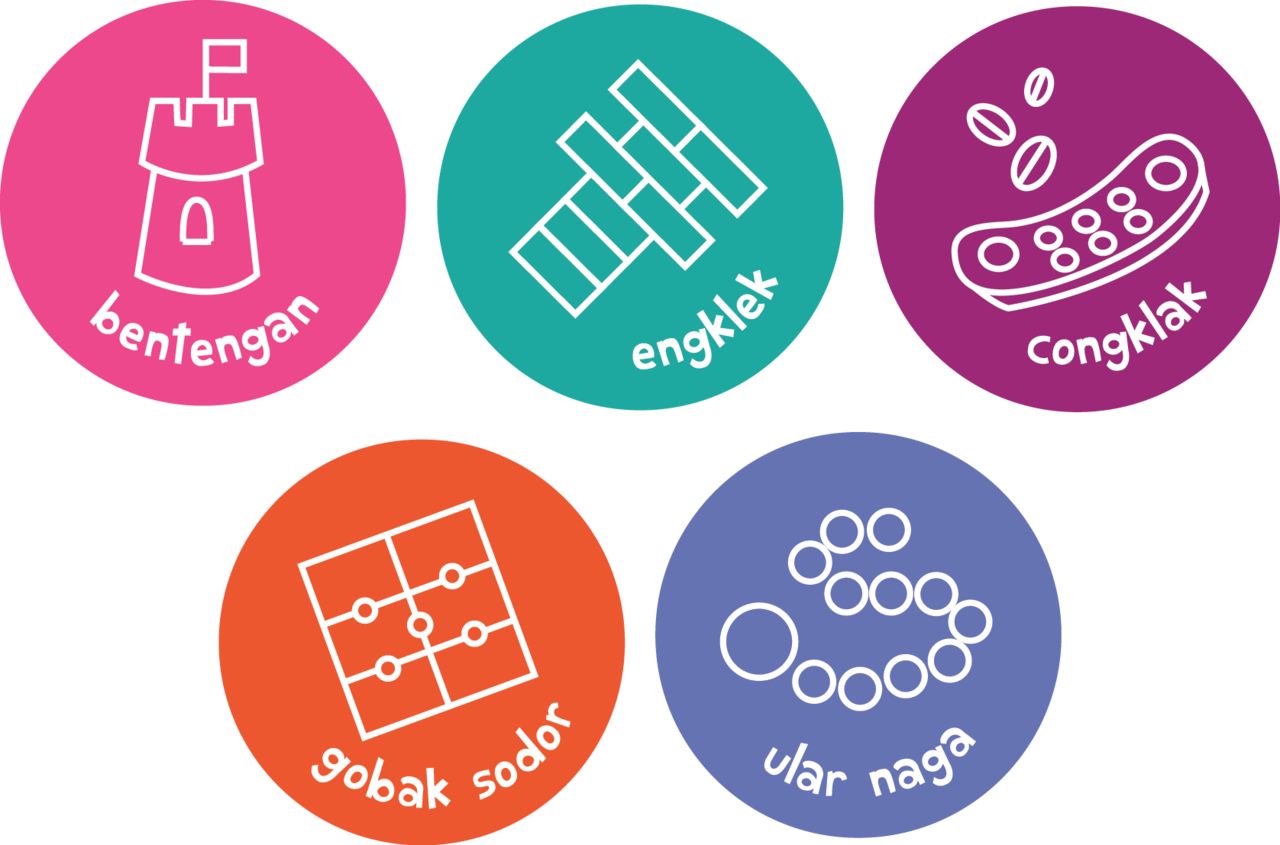 bentengan
engklek
congklak
gobak sodor
ular naga